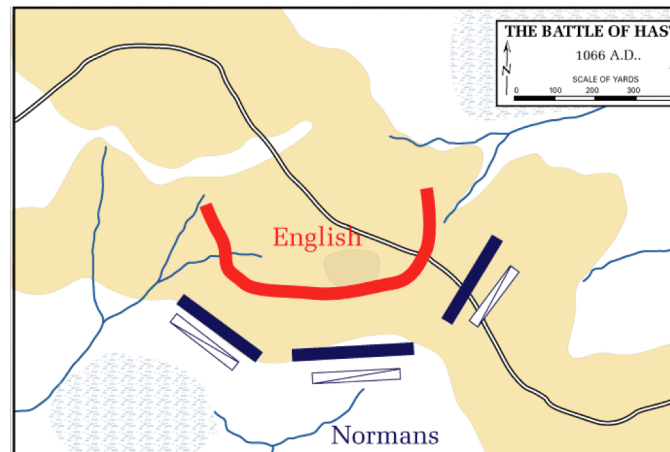 THE BATTLE OF HAST
1066 A.D..
N
SCALE OF YARDS
0 100 200 300
English
Normans